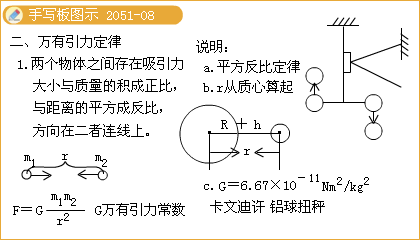 手写板图示 2051-08
二、万有引力定律
1.两个物体之间存在吸引力
大小与质量的积成正比，
与距离的平方成反比，
方向在二者连线上。
m₁ r m₂
F＝G m₁m₂/r² G万有引力常数
说明：
a.平方反比定律
b.r从质心算起
R ＋ h
r
c.G＝6.67×10⁻¹¹Nm²/kg²
卡文迪许 铝球扭秤